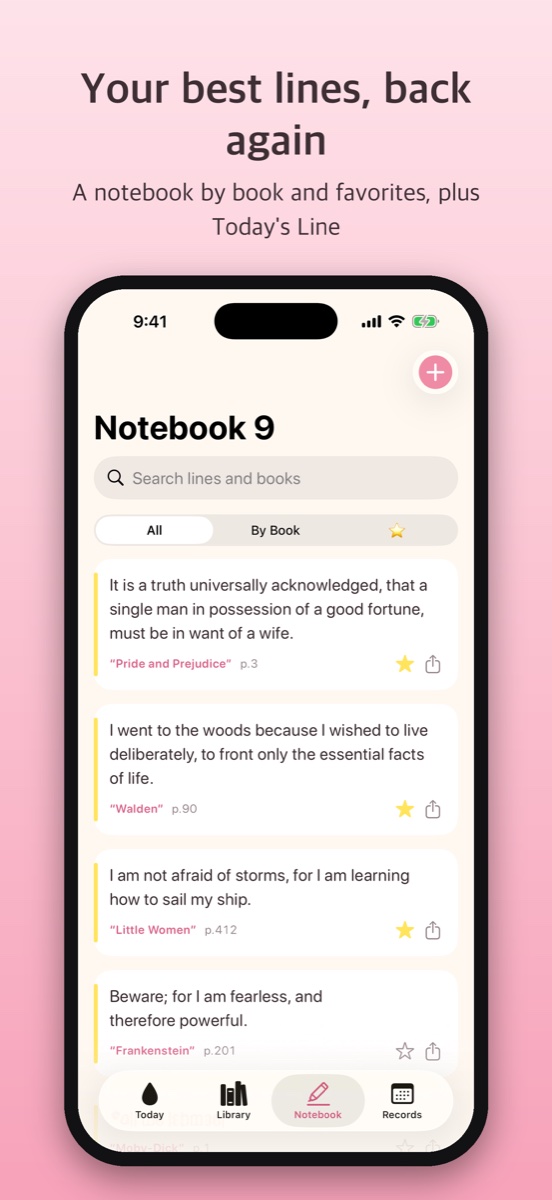 Your best lines, back
again
A notebook by book and favorites, plus
Today's Line
9:41
Notebook 9
Search lines and books
All By Book
It is a truth universally acknowledged, that a
single man in possession of a good fortune,
must be in want of a wife.
"Pride and Prejudice" p.3
I went to the woods because I wished to live
deliberately, to front only the essential facts
of life.
"Walden" p.90
I am not afraid of storms, for I am learning
how to sail my ship.
"Little Women" p.412
Beware; for I am fearless, and
therefore powerful.
"Frankenstein" p.201
Today Library Notebook Records
"Moby-Dick" p.1